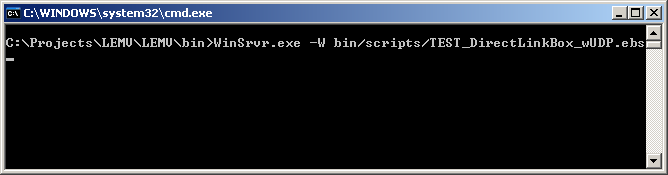 C:\WINDOWS\system32\cmd.exe
C:\Projects\LEMV\LEMV\bin>WinSrvr.exe -W bin/scripts/TEST_DirectLinkBox_wUDP.ebs